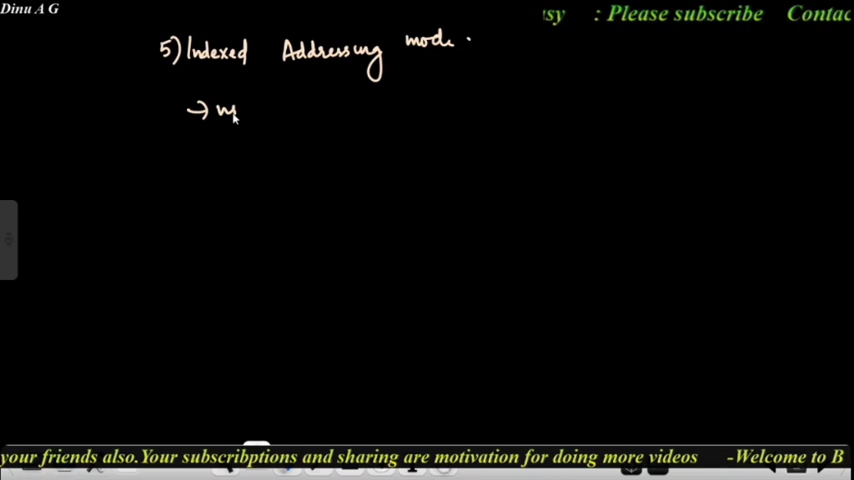 Dinu A G
ısy : Please subscribe Contac
5) Indexed Addressing mode.
→
your friends also.Your subscribptions and sharing are motivation for doing more videos -Welcome to B